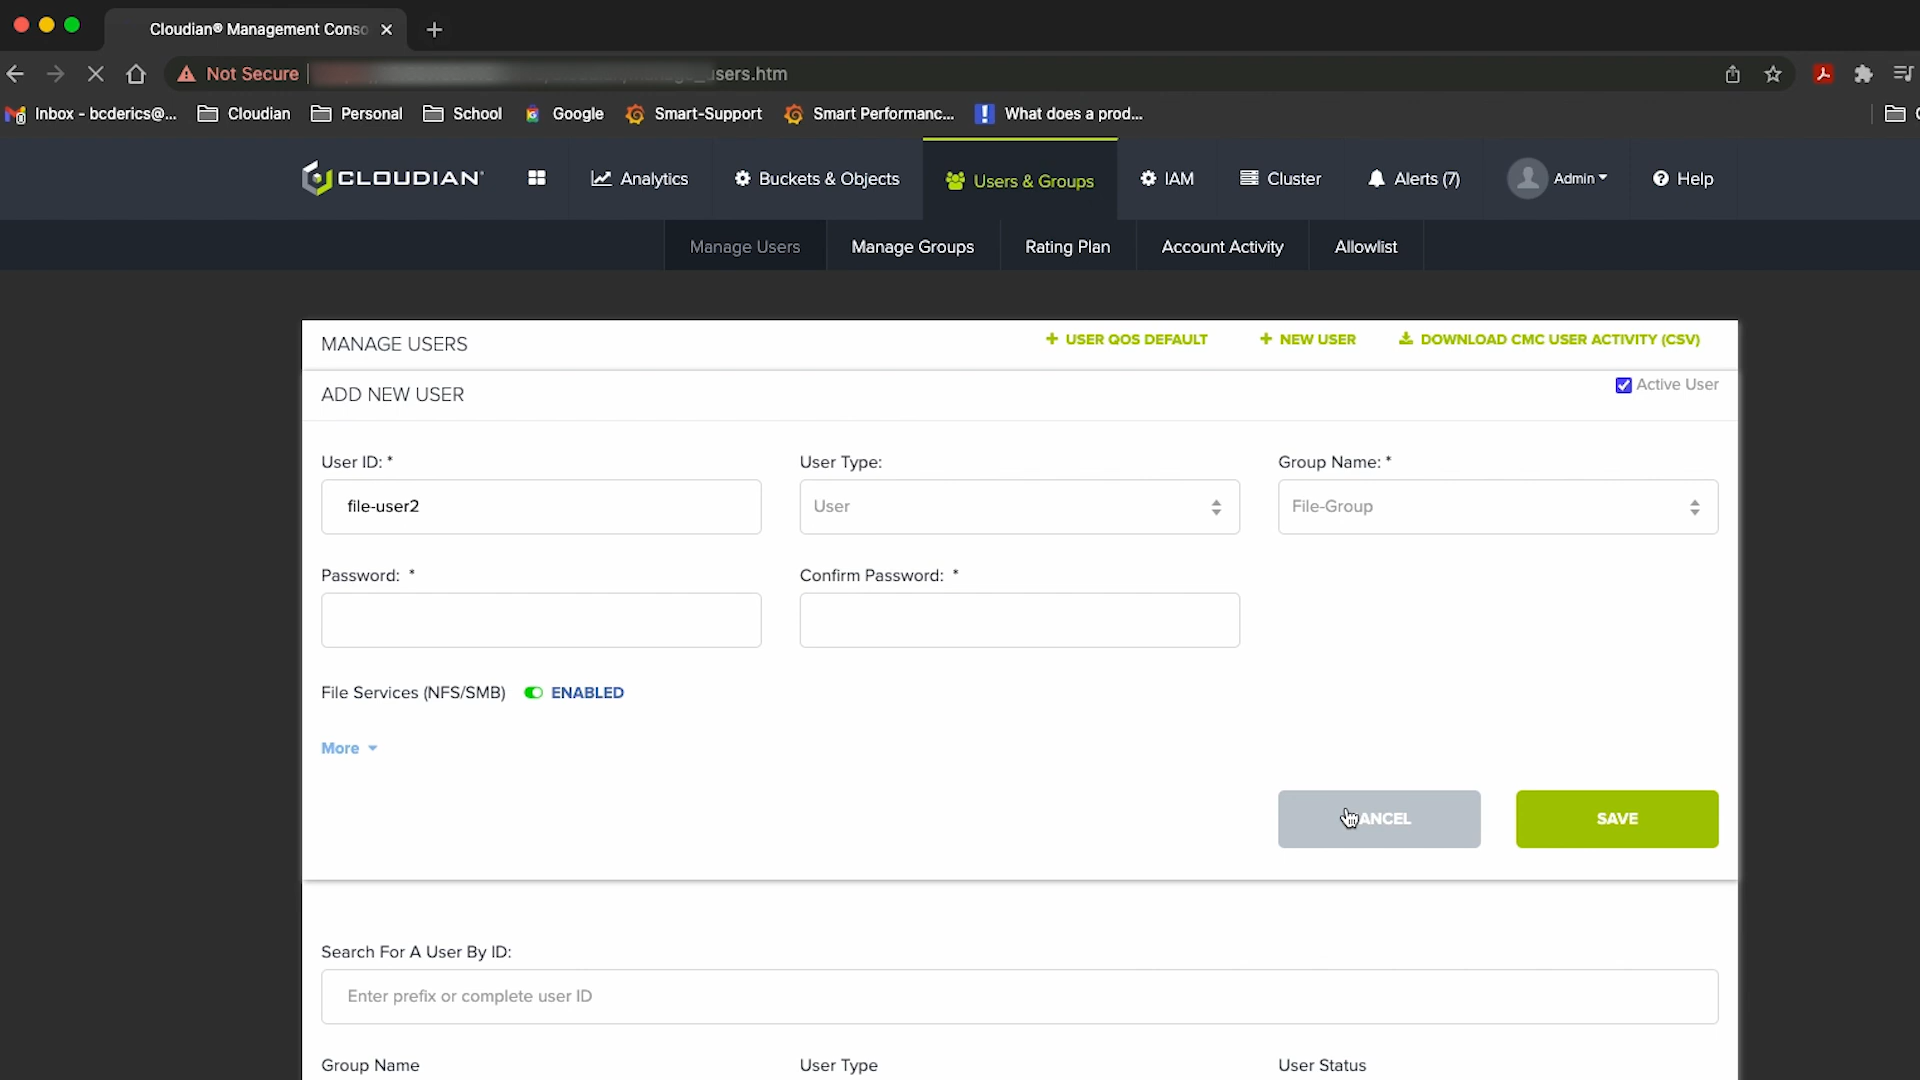 Cloudian® Management Conso
Not Secure sers.htm
Inbox - bcderics@... Cloudian Personal School Google Smart-Support Smart Performanc... What does a prod...
CLOUDIAN® Analytics Buckets & Objects Users & Groups IAM Cluster Alerts (7) Admin Help
Manage Users Manage Groups Rating Plan Account Activity Allowlist
MANAGE USERS + USER QOS DEFAULT + NEW USER DOWNLOAD CMC USER ACTIVITY (CSV)
ADD NEW USER Active User
User ID: * User Type: Group Name: *
file-user2 User File-Group
Password: * Confirm Password: *
File Services (NFS/SMB) ENABLED
More
CANCEL SAVE
Search For A User By ID:
Enter prefix or complete user ID
Group Name User Type User Status